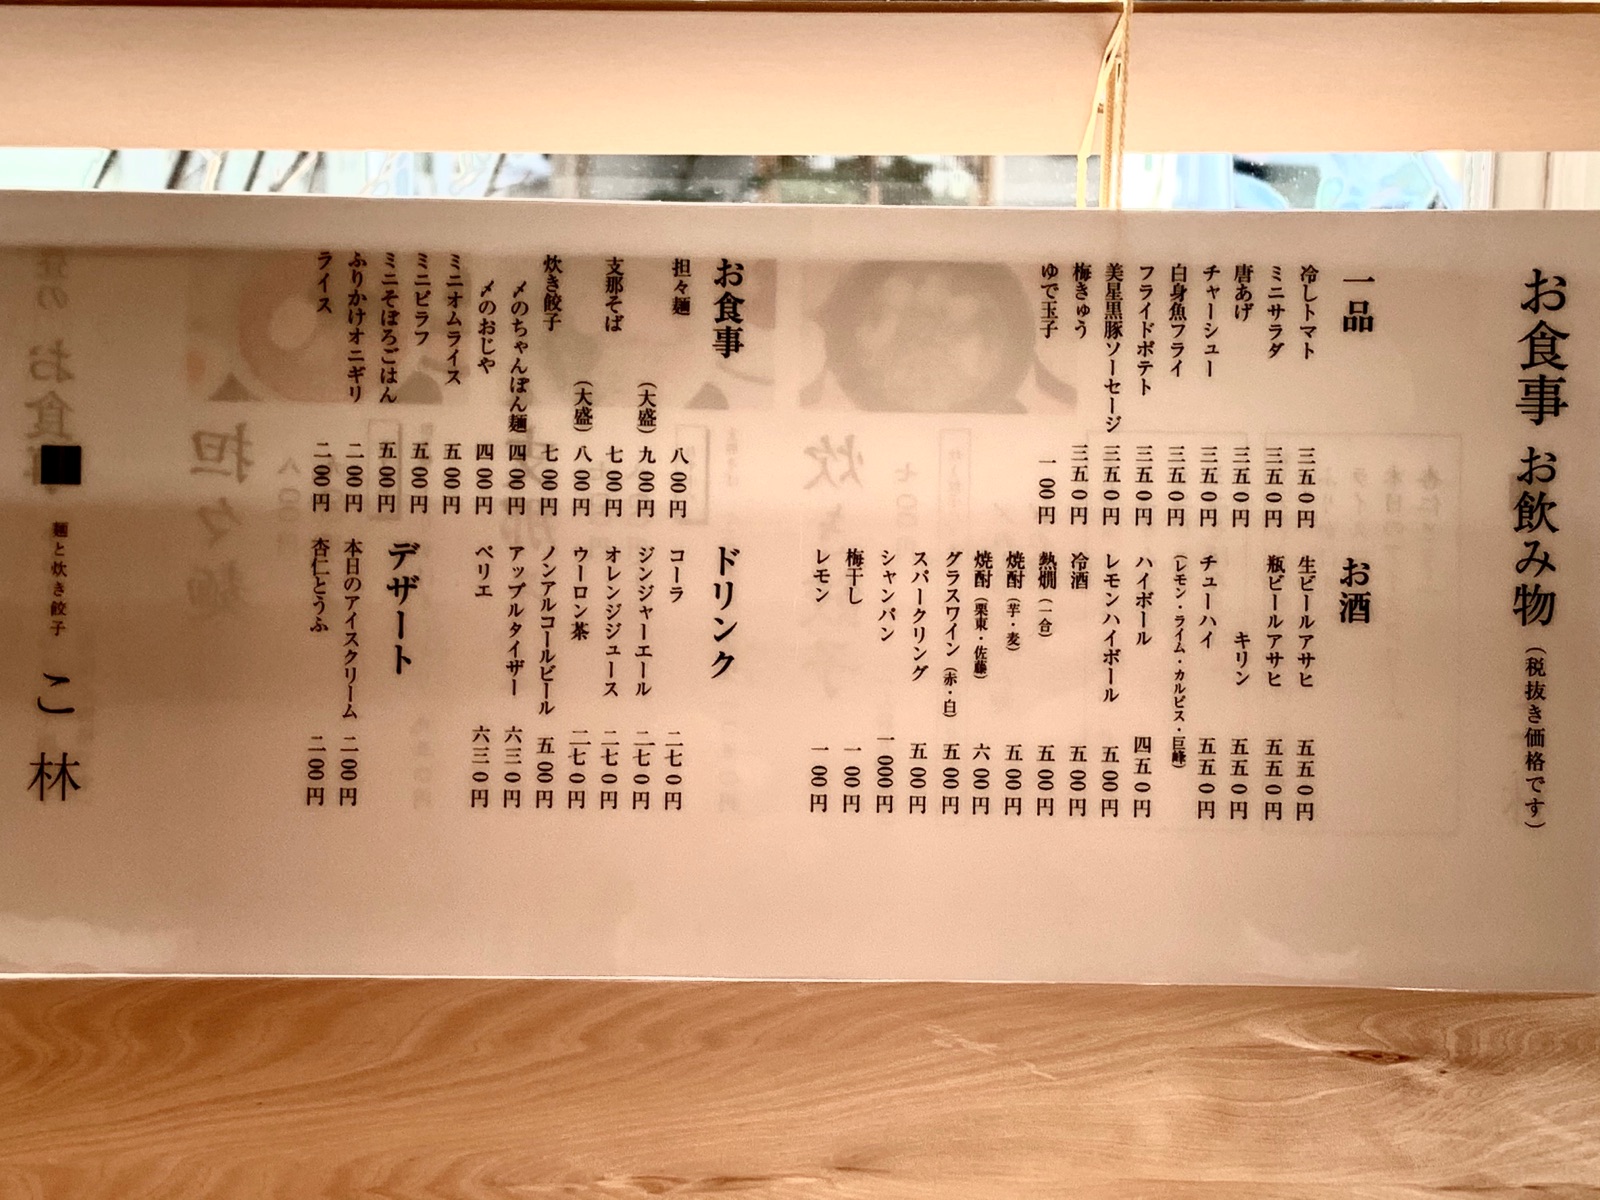 お食事 お飲み物（税抜き価格です）
一品
冷しトマト 三五〇円
ミニサラダ 三五〇円
唐あげ 三五〇円
チャーシュー 三五〇円
白身魚フライ 三五〇円
フライドポテト 三五〇円
美星黒豚ソーセージ 三五〇円
梅きゅう 三五〇円
ゆで玉子 一〇〇円
お酒
生ビールアサヒ 五五〇円
瓶ビールアサヒ 五五〇円
キリン 五五〇円
チューハイ 五五〇円
（レモン・ライム・カルピス・巨峰）
ハイボール 四五〇円
レモンハイボール 五〇〇円
冷酒 五〇〇円
熱燗（一合） 五〇〇円
焼酎（芋・麦） 五〇〇円
焼酎（栗東・佐藤） 六〇〇円
グラスワイン（赤・白） 五〇〇円
スパークリング 五〇〇円
シャンパン 一〇〇〇円
梅干し 一〇〇円
レモン 一〇〇円
お食事
担々麺 八〇〇円
（大盛）九〇〇円
支那そば 七〇〇円
（大盛）八〇〇円
炊き餃子 七〇〇円
〆のちゃんぽん麺 四〇〇円
〆のおじや 四〇〇円
ミニオムライス 五〇〇円
ミニピラフ 五〇〇円
ミニそぼろごはん 五〇〇円
ふりかけオニギリ 二〇〇円
ライス 二〇〇円
ドリンク
コーラ 二七〇円
ジンジャーエール 二七〇円
オレンジジュース 二七〇円
ウーロン茶 二七〇円
ノンアルコールビール 五〇〇円
アップルタイザー 六三〇円
ペリエ 六三〇円
デザート
本日のアイスクリーム 二〇〇円
杏仁とうふ 二〇〇円
麺と炊き餃子 こ林